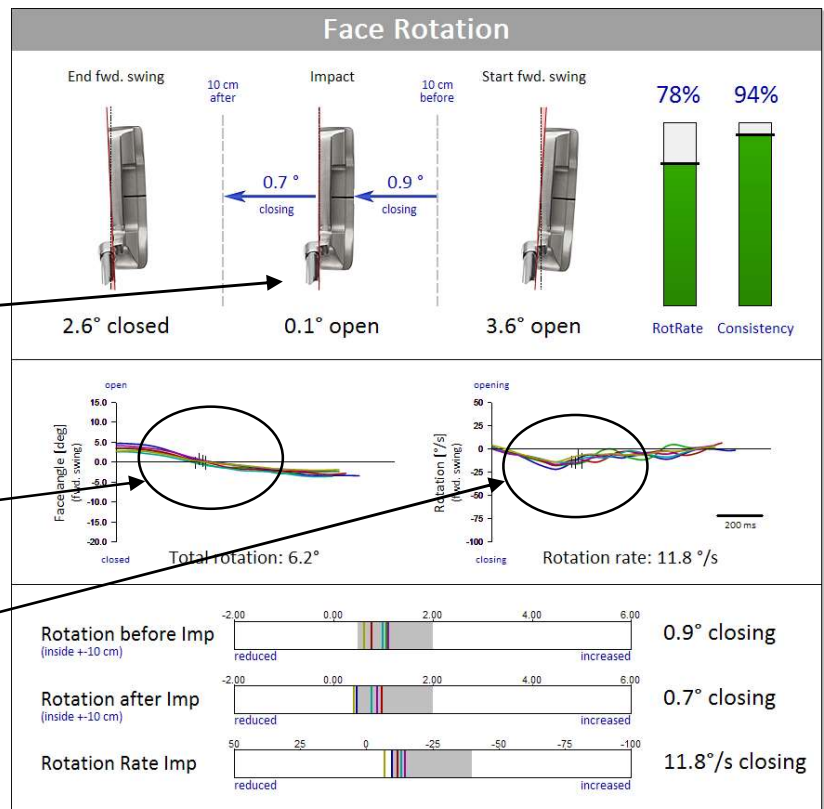 Face Rotation
End fwd. swing
10 cm
after
Impact
10 cm
before
Start fwd. swing
78% 94%
0.7 °
closing
0.9 °
closing
2.6° closed
0.1° open
3.6° open
RotRate Consistency
open
15.0
10.0
5.0
0.0
-5.0
-10.0
-15.0
-20.0
closed
Face angle [deg]
(fwd. swing)
Total rotation: 6.2°
opening
50
25
0
-25
-50
-75
-100
closing
Rotation [°/s]
(fwd. swing)
200 ms
Rotation rate: 11.8 °/s
-2.00 0.00 2.00 4.00 6.00
Rotation before Imp
(inside +-10 cm)
reduced increased
0.9° closing
-2.00 0.00 2.00 4.00 6.00
Rotation after Imp
(inside +-10 cm)
reduced increased
0.7° closing
50 25 0 -25 -50 -75 -100
Rotation Rate Imp
reduced increased
11.8°/s closing